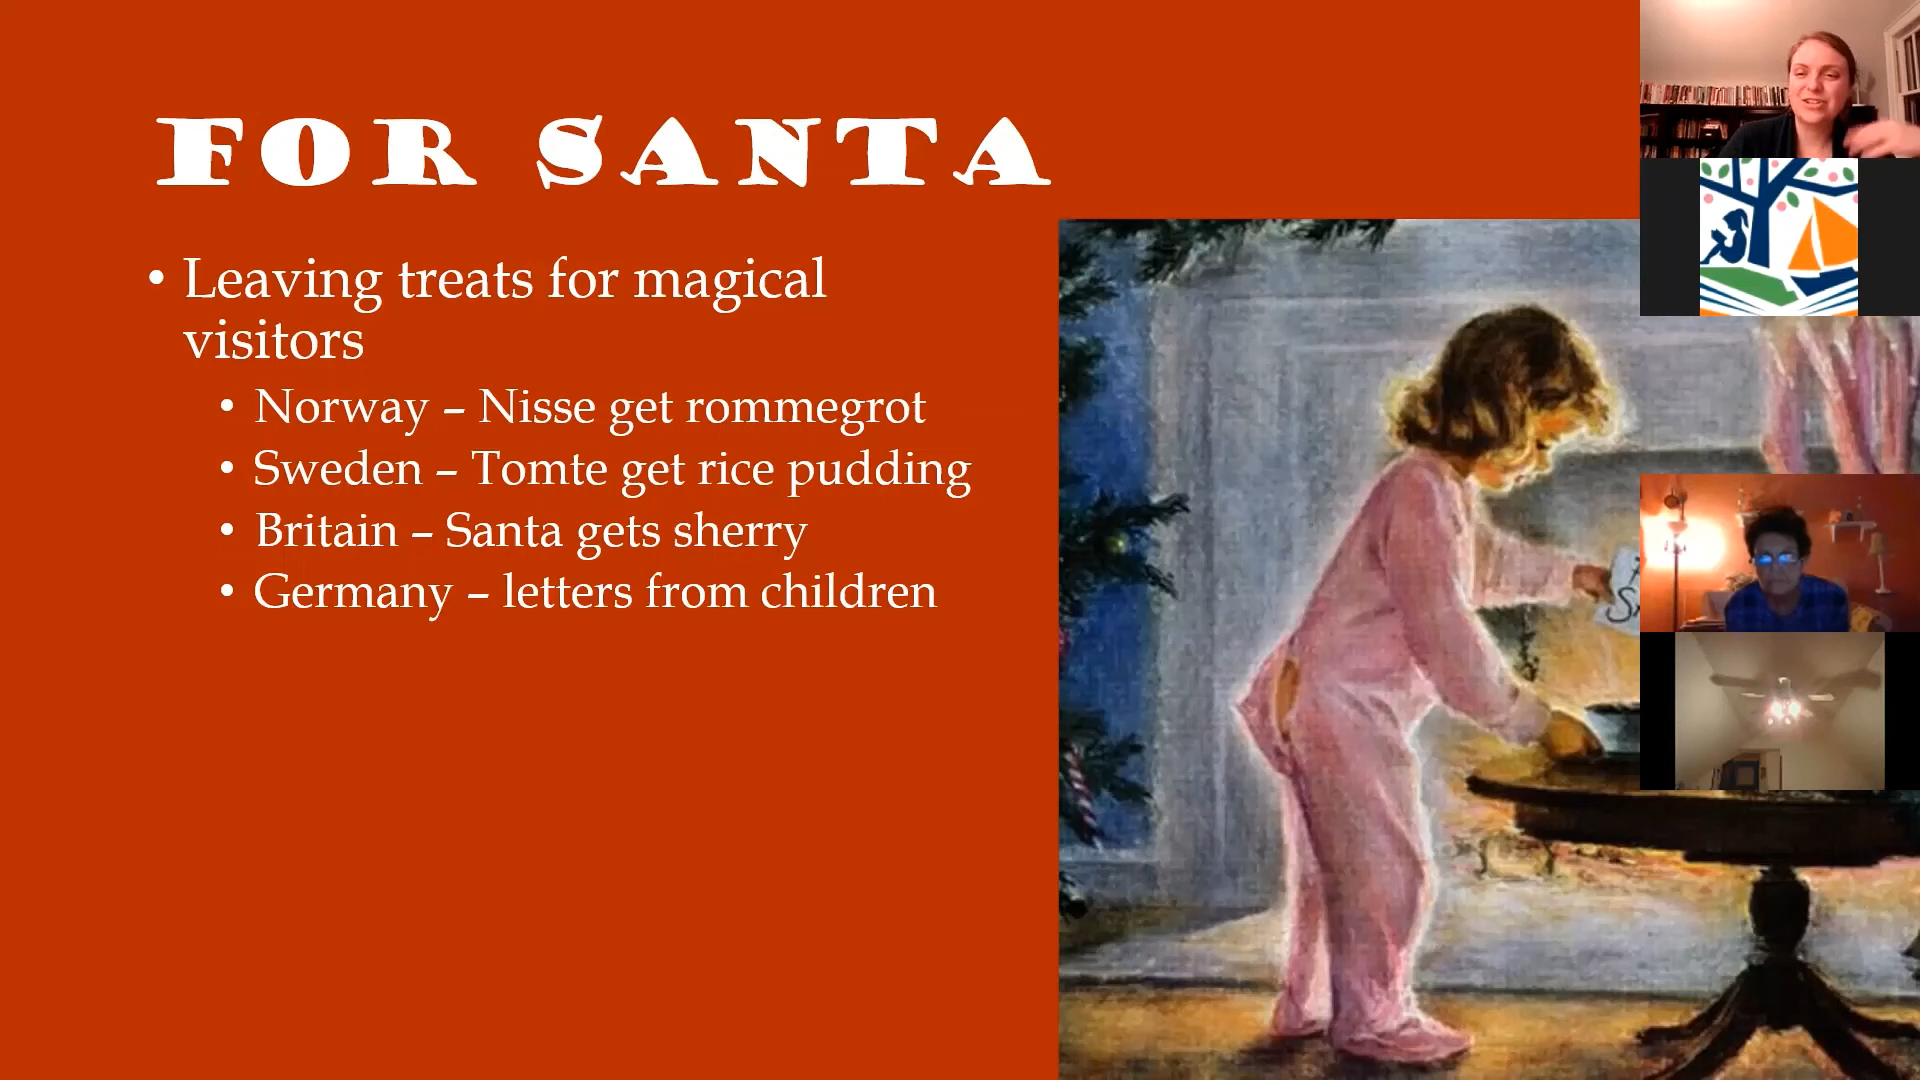 FOR SANTA
• Leaving treats for magical
visitors
• Norway – Nisse get rommegrot
• Sweden – Tomte get rice pudding
• Britain – Santa gets sherry
• Germany – letters from children